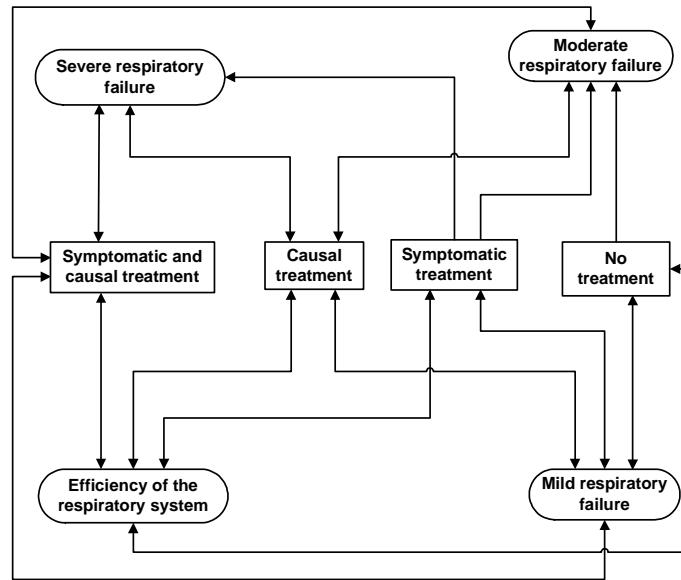 Severe respiratory
failure
Moderate
respiratory failure
Symptomatic and
causal treatment
Causal
treatment
Symptomatic
treatment
No
treatment
Efficiency of the
respiratory system
Mild respiratory
failure